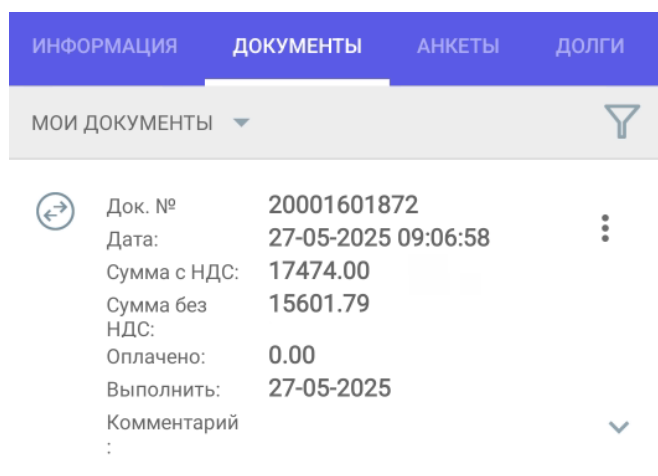 ИНФОРМАЦИЯ ДОКУМЕНТЫ АНКЕТЫ ДОЛГИ
МОИ ДОКУМЕНТЫ
Док. № 20001601872
Дата: 27-05-2025 09:06:58
Сумма с НДС: 17474.00
Сумма без 15601.79
НДС:
Оплачено: 0.00
Выполнить: 27-05-2025
Комментарий
: